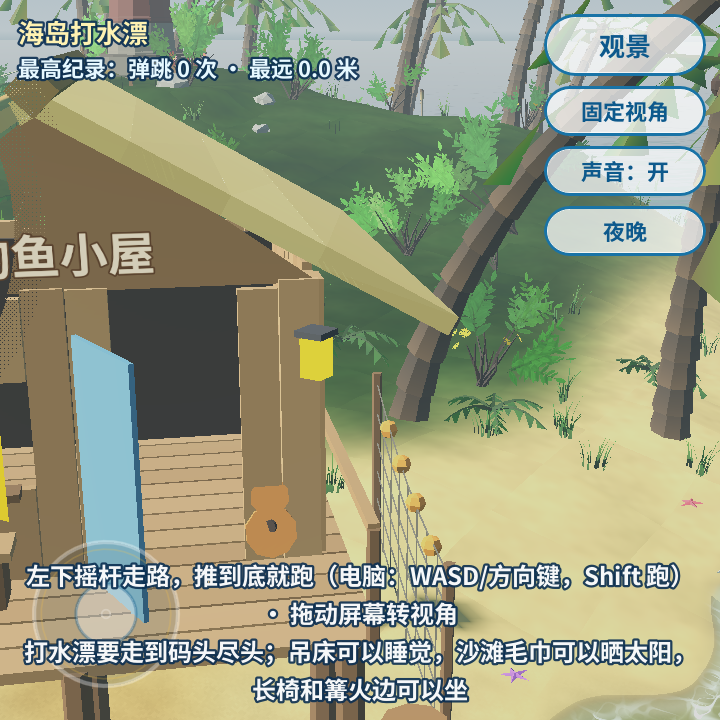 海岛打水漂
最高纪录：弹跳 0 次 · 最远 0.0 米
观景
固定视角
声音：开
夜晚
鱼小屋
左下摇杆走路，推到底就跑（电脑：WASD/方向键，Shift 跑）
· 拖动屏幕转视角
打水漂要走到码头尽头；吊床可以睡觉，沙滩毛巾可以晒太阳，
长椅和篝火边可以坐